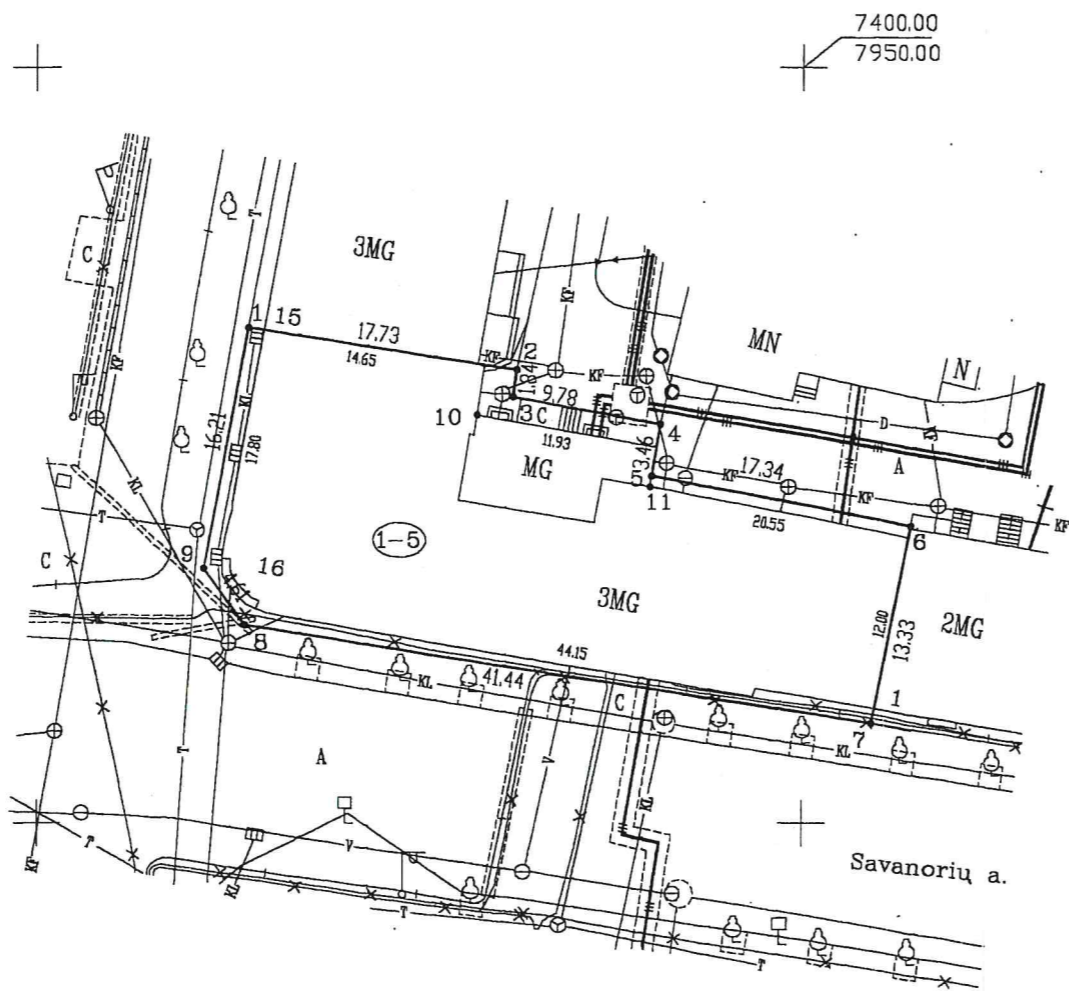 7400.00
7950.00
C
T
3MG
KF
KL
1
15
17.73
14.65
KF
2
KF
MN
N
1.84
9.78
10
3
C
11.93
4
D
KL
A
16.21
17.80
KF
MG
3.46
KF
17.34
KF
KF
5
11
20.55
6
KL
T
1-5
C
9
16
3MG
12.00
13.33
2MG
8
44.15
KL
41.44
C
1
7
KL
T
A
V
KL
V
Savanorių a.
KF
T
KL
T
T